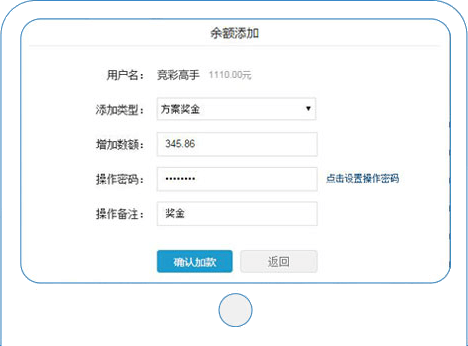 余额添加
用户名： 竞彩高手 1110.00元
添加类型： 方案奖金
增加数额： 345.86
操作密码： •••••••• 点击设置操作密码
操作备注： 奖金
确认加款 返回